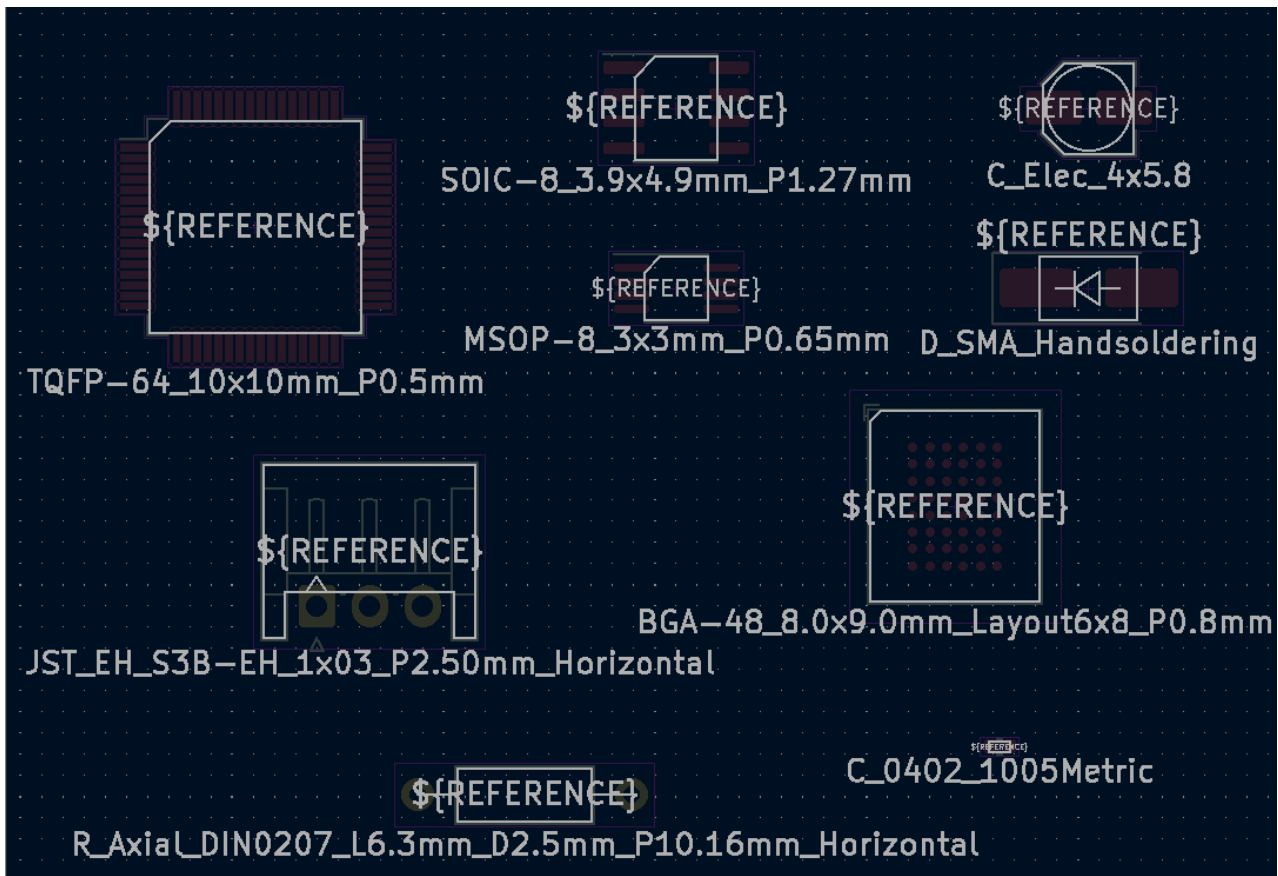 ${REFERENCE}
SOIC-8_3.9x4.9mm_P1.27mm
${REFERENCE}
C_Elec_4x5.8
${REFERENCE}
TQFP-64_10x10mm_P0.5mm
${REFERENCE}
MSOP-8_3x3mm_P0.65mm
${REFERENCE}
D_SMA_Handsoldering
${REFERENCE}
JST_EH_S3B-EH_1x03_P2.50mm_Horizontal
${REFERENCE}
BGA-48_8.0x9.0mm_Layout6x8_P0.8mm
${REFERENCE}
R_Axial_DIN0207_L6.3mm_D2.5mm_P10.16mm_Horizontal
${REFERENCE}
C_0402_1005Metric